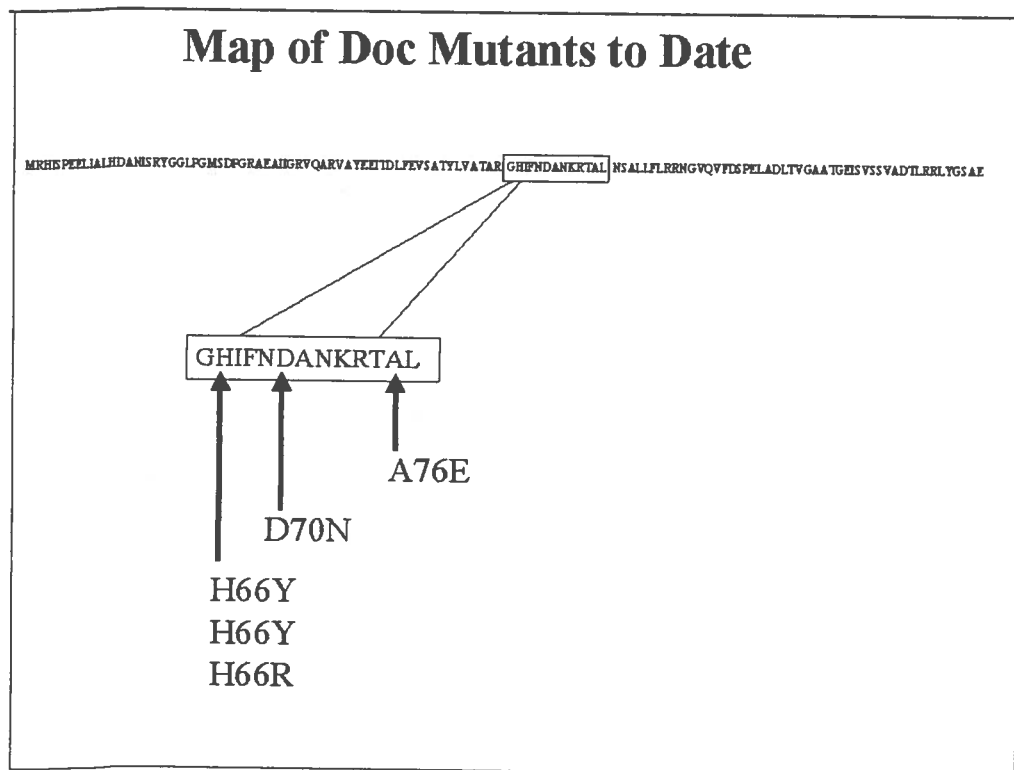 Map of Doc Mutants to Date
MRHISPEELIALHDANISRYGGLPGMSDPGRAEAIIGRVQARVAYEEITDLFEVSATYLVATAR GHIFNDANKRTAL NSALLFLRRNGVQVFDSPELADLTVGAATGEISVSSVADTLRRLYGSAE
GHIFNDANKRTAL
A76E
D70N
H66Y
H66Y
H66R